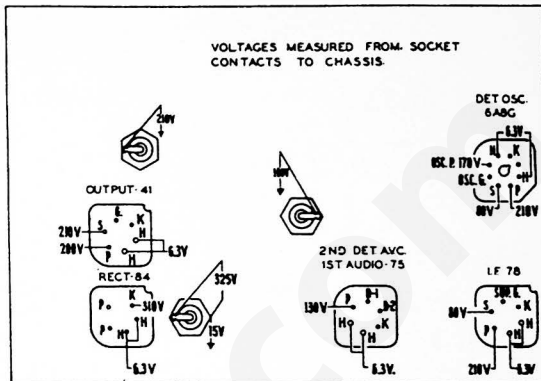 VOLTAGES MEASURED FROM. SOCKET
CONTACTS TO CHASSIS.
DET OSC.
6A8G
6.3V
H K
OSC. P. 170V
OSC. G. H
S P
80V 210V
210V
OUTPUT-41
G.
S K
210V H
200V
P H 6.3V
RECT-84
K
P 310V
P H H
6.3V
325V
15V
2ND DET. AVC.
1ST AUDIO-75
D-1
130V P D-2
H K
H
6.3V.
I.F. 78
SUP. G.
80V S K
P H H
210V 6.3V